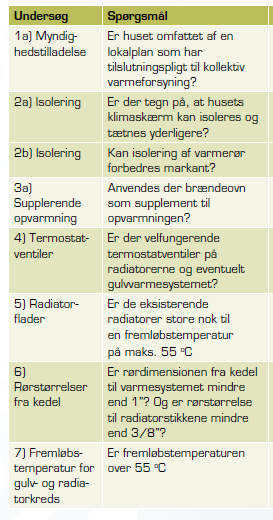 Undersøg
Spørgsmål
1a) Myndig-
hedstilladelse
Er huset omfattet af en
lokalplan som har
tilslutningspligt til kollektiv
varmeforsyning?
2a) Isolering
Er der tegn på, at husets
klimaskærm kan isoleres og
tætnes yderligere?
2b) Isolering
Kan isolering af varmerør
forbedres markant?
3a)
Supplerende
opvarmning
Anvendes der brændeovn
som supplement til
opvarmningen?
4) Termostat-
ventiler
Er der velfungerende
termostatventiler på
radiatorerne og eventuelt
gulvvarmesystemet?
5) Radiator-
flader
Er de eksisterende
radiatorer store nok til
en fremløbstemperatur
på maks. 55 ºC
6)
Rørstørrelser
fra kedel
Er rørdimensionen fra kedel
til varmesystemet mindre
end 1”? Og er rørstørrelse
til radiatorstikkene mindre
end 3/8”?
7) Fremløbs-
temperatur for
gulv- og radia-
torkreds
Er fremløbstemperaturen
over 55 ºC